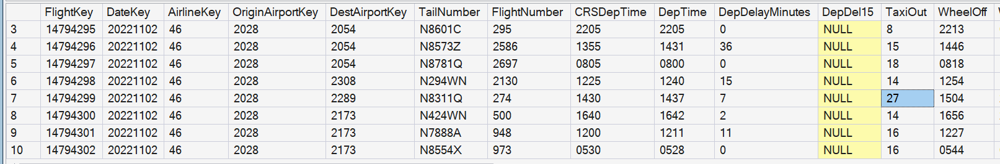 FlightKey DateKey AirlineKey OriginAirportKey DestAirportKey TailNumber FlightNumber CRSDepTime DepTime DepDelayMinutes DepDel15 TaxiOut WheelOff
3 14794295 20221102 46 2028 2054 N8601C 295 2205 2205 0 NULL 8 2213
4 14794296 20221102 46 2028 2054 N8573Z 2586 1355 1431 36 NULL 15 1446
5 14794297 20221102 46 2028 2054 N8781Q 2697 0805 0800 0 NULL 18 0818
6 14794298 20221102 46 2028 2308 N294WN 2130 1225 1240 15 NULL 14 1254
7 14794299 20221102 46 2028 2289 N8311Q 274 1430 1437 7 NULL 27 1504
8 14794300 20221102 46 2028 2173 N424WN 500 1640 1642 2 NULL 14 1656
9 14794301 20221102 46 2028 2173 N7888A 948 1200 1211 11 NULL 16 1227
10 14794302 20221102 46 2028 2173 N8554X 973 0530 0528 0 NULL 16 0544